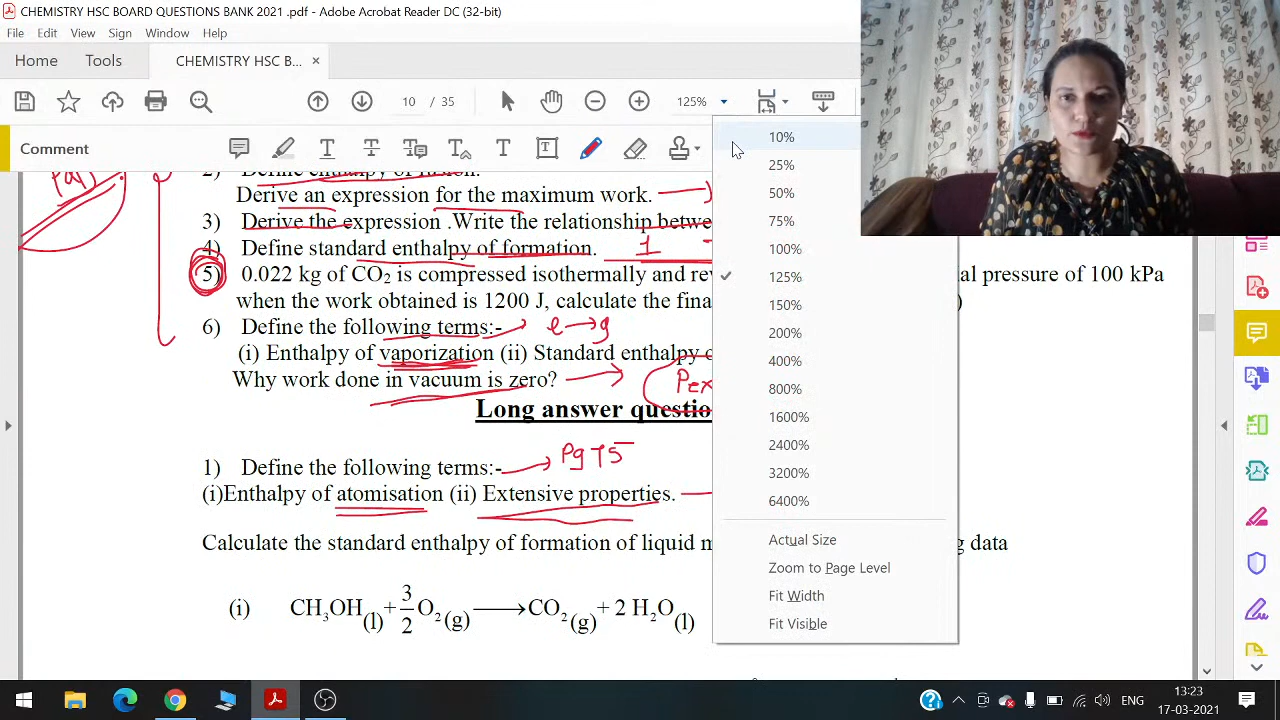 CHEMISTRY HSC BOARD QUESTIONS BANK 2021 .pdf - Adobe Acrobat Reader DC (32-bit)
File Edit View Sign Window Help
Home Tools CHEMISTRY HSC B... ×
10 / 35 125%
Comment
10%
25%
50%
75%
100%
125%
150%
200%
400%
800%
1600%
2400%
3200%
6400%
Actual Size
Zoom to Page Level
Fit Width
Fit Visible
2) Define enthalpy of
Derive an expression for the maximum work.
3) Derive the expression .Write the relationship betwe
4) Define standard enthalpy of formation. 1
5) 0.022 kg of CO₂ is compressed isothermally and rev al pressure of 100 kPa
when the work obtained is 1200 J, calculate the fina )
6) Define the following terms:- e→g
(i) Enthalpy of vaporization (ii) Standard enthalpy o
Why work done in vacuum is zero? Pex
Long answer questio
1) Define the following terms:- Pg 75
(i)Enthalpy of atomisation (ii) Extensive properties.
Calculate the standard enthalpy of formation of liquid m g data
(i) CH₃OH(l) + 3/2 O₂(g) ⟶ CO₂(g) + 2 H₂O(l)
ENG
13:23
17-03-2021